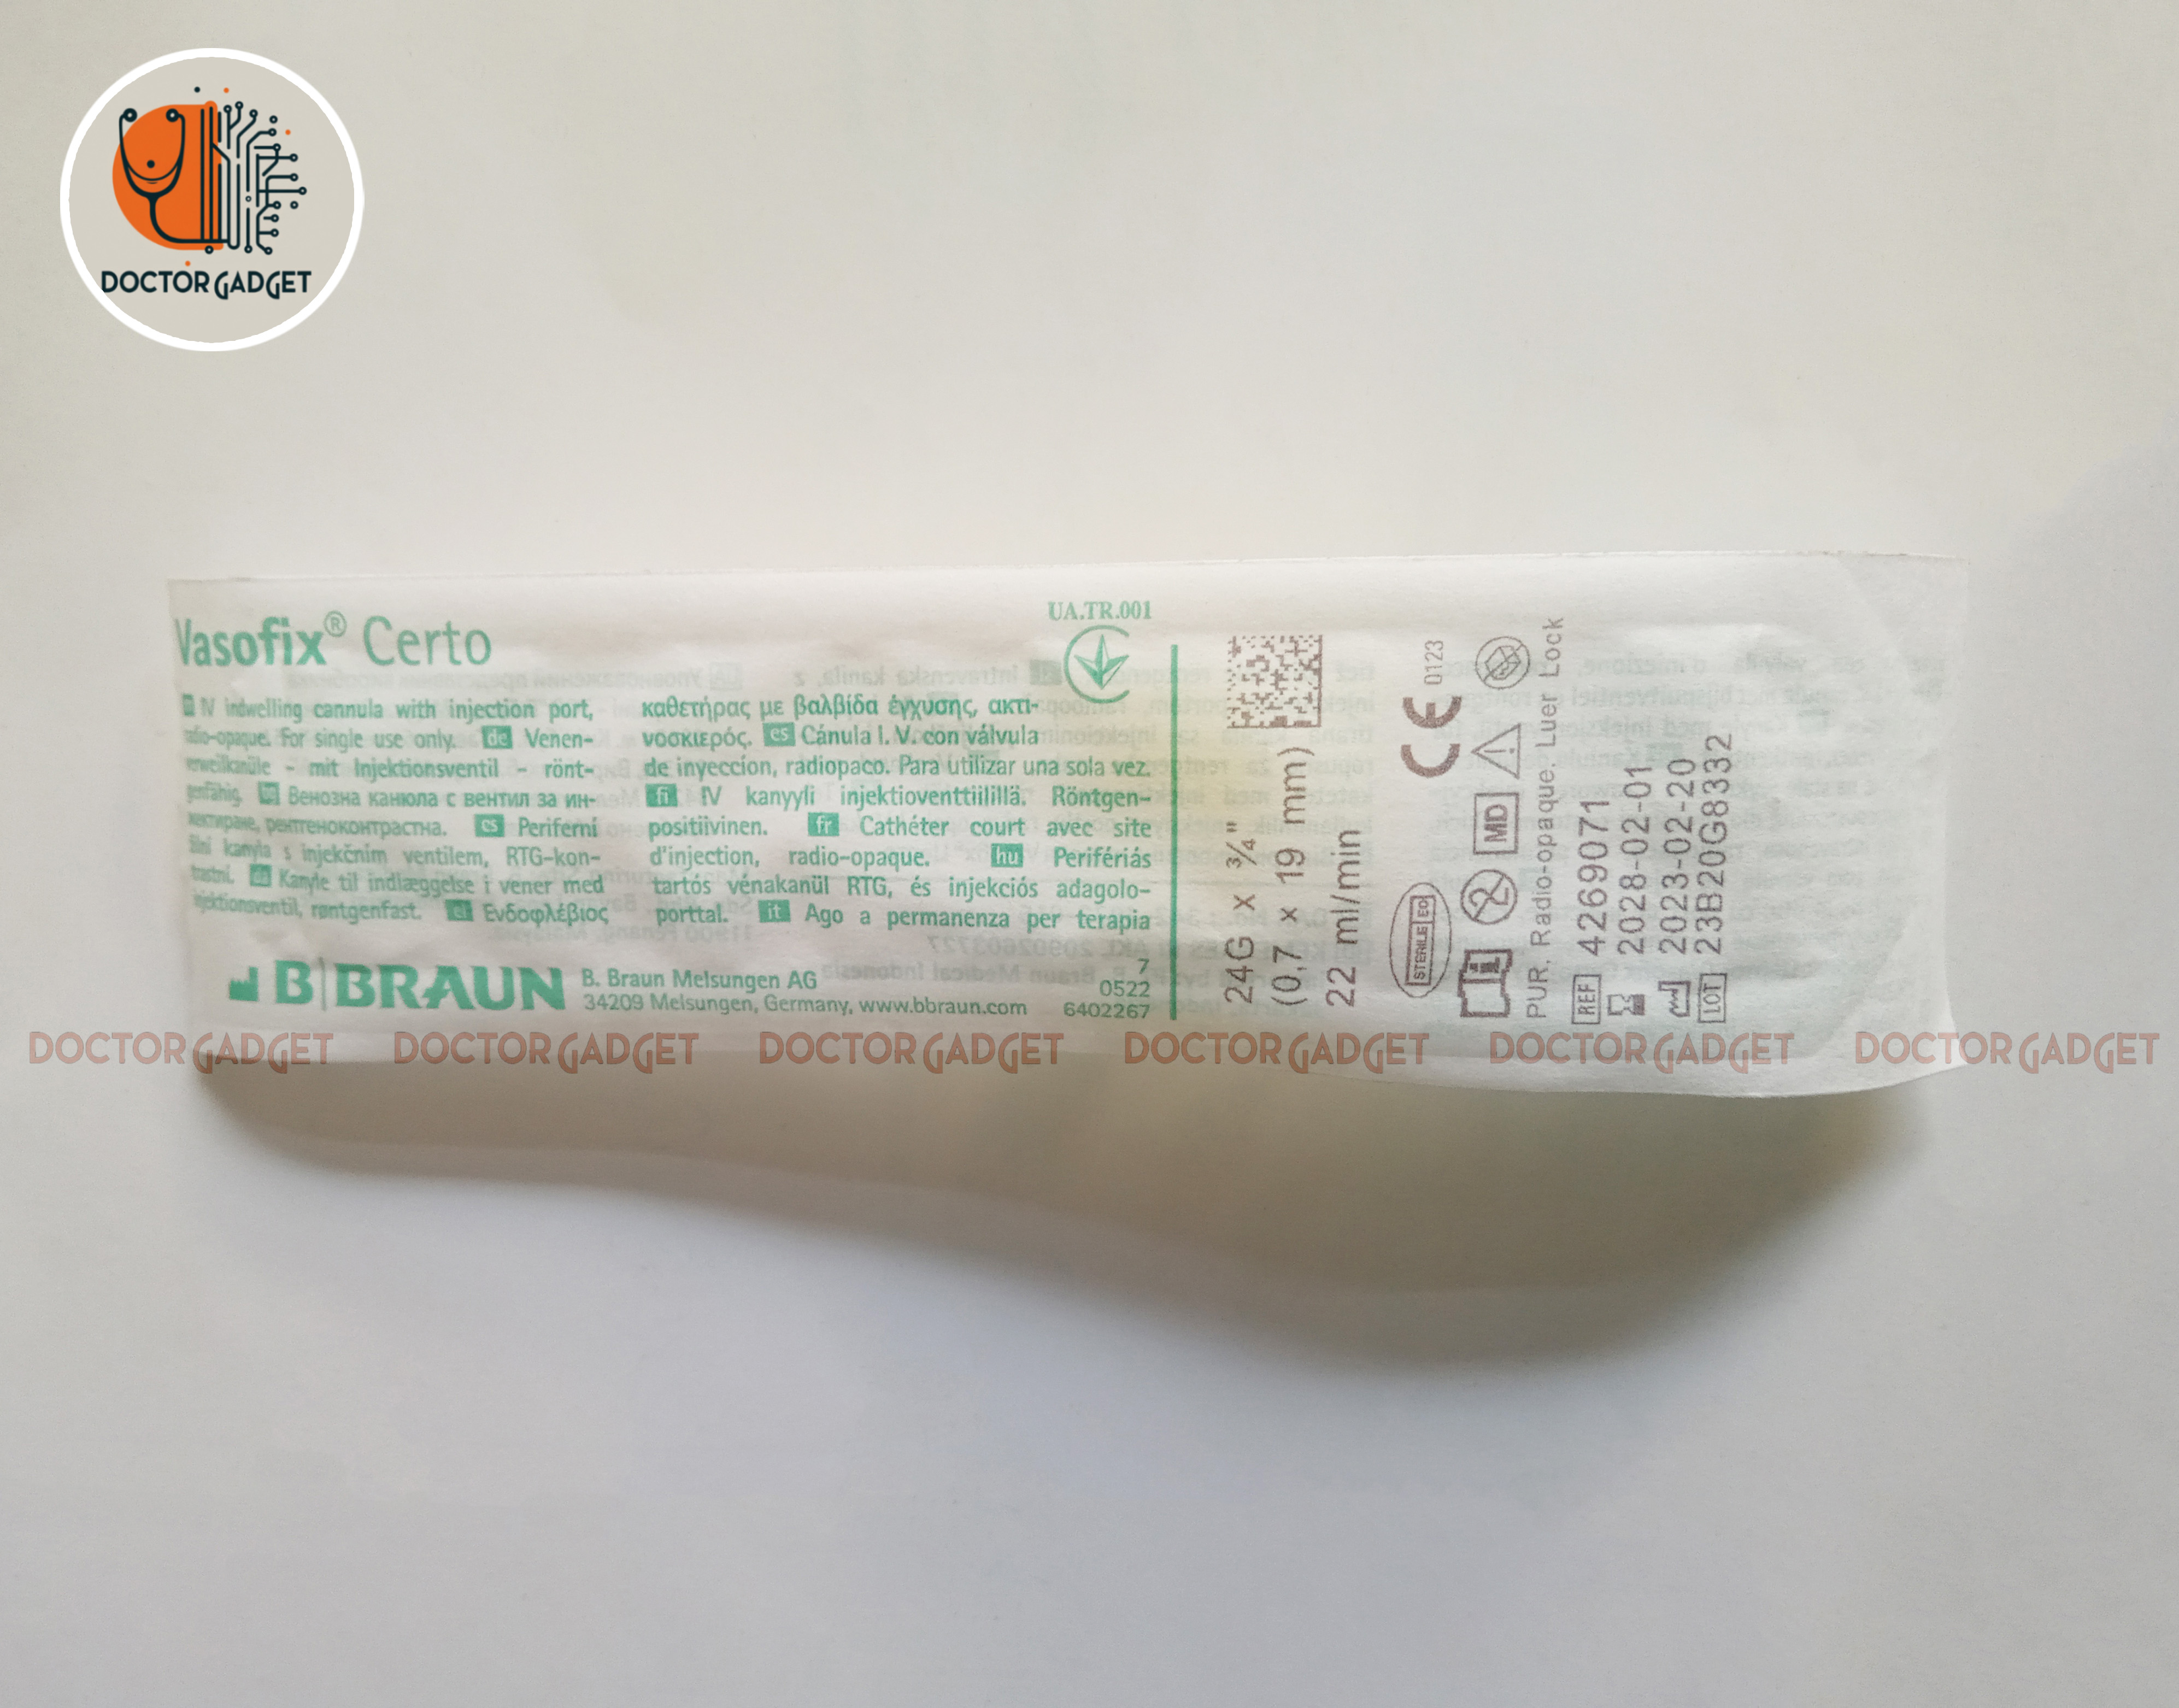 DOCTOR GADGET
Vasofix® Certo
UA.TR.001
IV indwelling cannula with injection port,
radio-opaque. For single use only. de Venen-
verweilkanüle - mit Injektionsventil - rönt-
genfähig. Венозна канюла с вентил за ин-
жектиране, рентгеноконтрастна. cs Periferní
žilní kanyla s injekčním ventilem, RTG-kon-
trastní. da Kanyle til indlæggelse i vener med
injektionsventil, røntgenfast. el Ενδοφλέβιος
καθετήρας με βαλβίδα έγχυσης, ακτι-
νοσκιερός. es Cánula I. V. con válvula
de inyeccíon, radiopaco. Para utilizar una sola vez.
fi IV kanyyli injektioventtiilillä. Röntgen-
positiivinen. fr Cathéter court avec site
d'injection, radio-opaque. hu Perifériás
tartós vénakanül RTG, és injekciós adagolo-
porttal. it Ago a permanenza per terapia
B|BRAUN
B. Braun Melsungen AG
34209 Melsungen, Germany, www.bbraun.com
7
0522
6402267
24G x ¾"
(0,7 x 19 mm)
22 ml/min
STERILE EO
CE 0123
MD
PUR, Radio-opaque, Luer Lock
REF 4269071
2028-02-01
2023-02-20
LOT 23B20G8332
DOCTOR GADGET DOCTOR GADGET DOCTOR GADGET DOCTOR GADGET DOCTOR GADGET DOCTOR GADGET